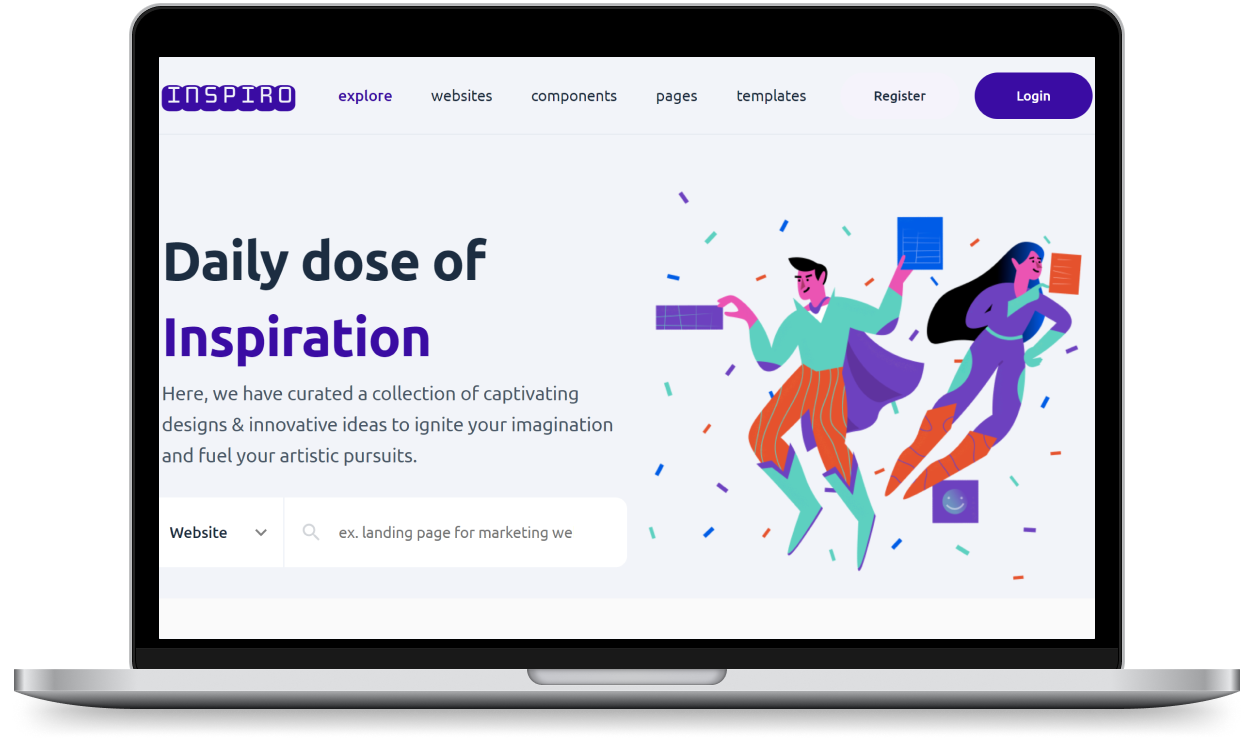 INSPIRO explore websites components pages templates Register Login
Daily dose of
Inspiration
Here, we have curated a collection of captivating
designs & innovative ideas to ignite your imagination
and fuel your artistic pursuits.
Website ex. landing page for marketing we